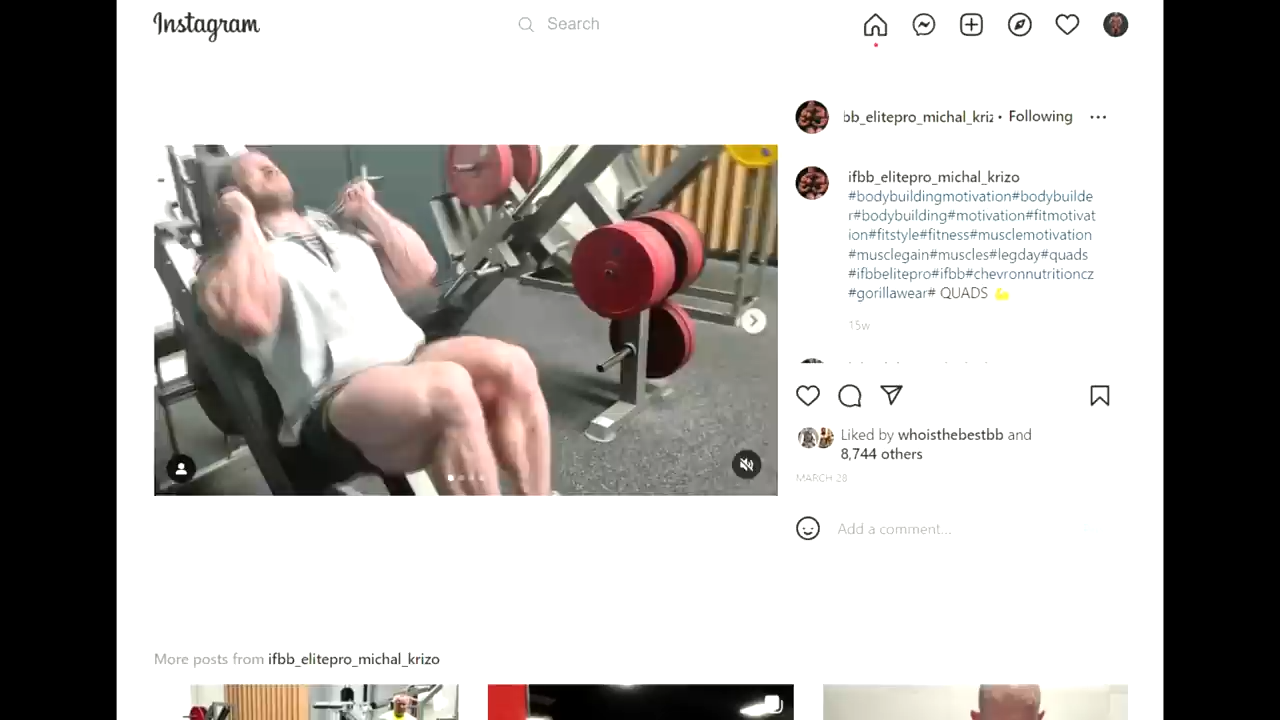 Instagram
Search
bb_elitepro_michal_kriz • Following
ifbb_elitepro_michal_krizo
#bodybuildingmotivation#bodybuilde
r#bodybuilding#motivation#fitmotivat
ion#fitstyle#fitness#musclemotivation
#musclegain#muscles#legday#quads
#ifbbelitepro#ifbb#chevronnutritioncz
#gorillawear# QUADS 💪
15w
Liked by whoisthebestbb and
8,744 others
MARCH 28
Add a comment...
More posts from ifbb_elitepro_michal_krizo